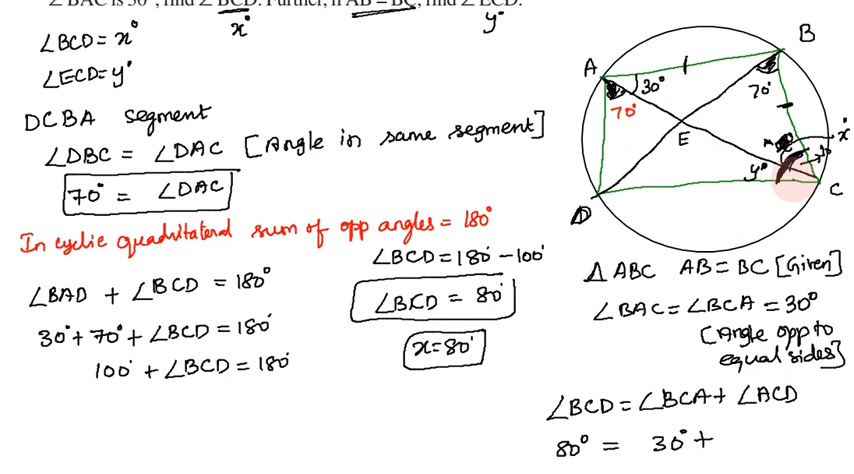 ∠ BAC is 30°, find ∠ BCD. Further, if AB = BC, find ∠ ECD.
x° y°
∠BCD = x°
∠ECD = y°
DCBA segment
∠DBC = ∠DAC [Angle in same segment]
70° = ∠DAC
In cyclic quadrilateral sum of opp angles = 180°
∠BAD + ∠BCD = 180°
30° + 70° + ∠BCD = 180°
100° + ∠BCD = 180°
∠BCD = 180° - 100°
∠BCD = 80°
x = 80°
A
B
30°
70°
70°
E
x°
y°
C
D
Δ ABC AB = BC [Given]
∠BAC = ∠BCA = 30°
[Angle opp to
equal sides]
∠BCD = ∠BCA + ∠ACD
80° = 30° +